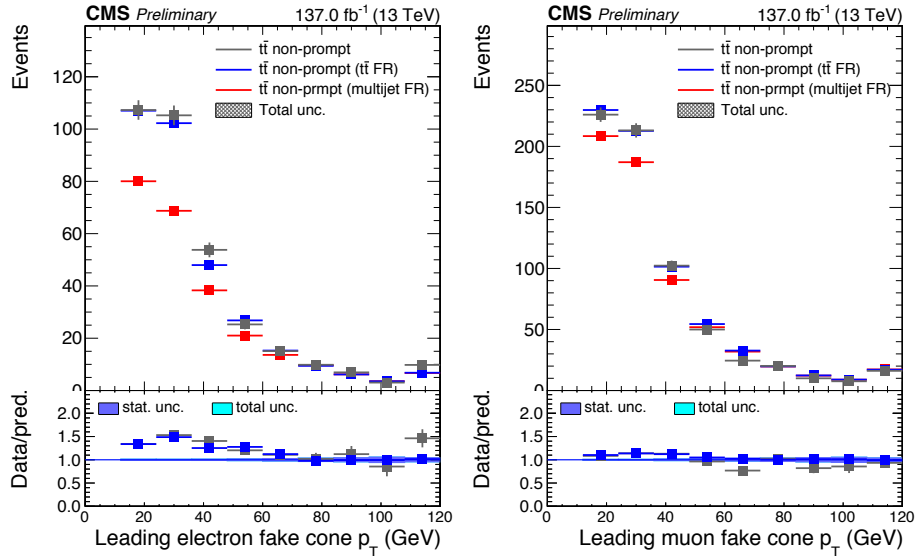 CMS Preliminary 137.0 fb⁻¹ (13 TeV)
Events
tt̄ non-prompt
tt̄ non-prompt (tt̄ FR)
tt̄ non-prmpt (multijet FR)
Total unc.
120
100
80
60
40
20
Data/pred.
stat. unc. total unc.
2.0
1.5
1.0
0.5
0.0
0 20 40 60 80 100 120
Leading electron fake cone p_T (GeV)
CMS Preliminary 137.0 fb⁻¹ (13 TeV)
Events
tt̄ non-prompt
tt̄ non-prompt (tt̄ FR)
tt̄ non-prmpt (multijet FR)
Total unc.
250
200
150
100
50
0
Data/pred.
stat. unc. total unc.
2.0
1.5
1.0
0.5
0.0
0 20 40 60 80 100 120
Leading muon fake cone p_T (GeV)